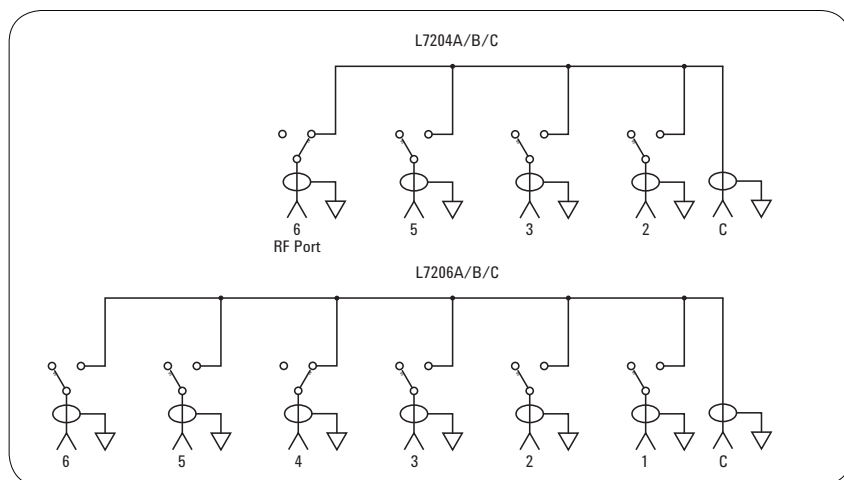 L7204A/B/C
6 5 3 2 C
RF Port
L7206A/B/C
6 5 4 3 2 1 C